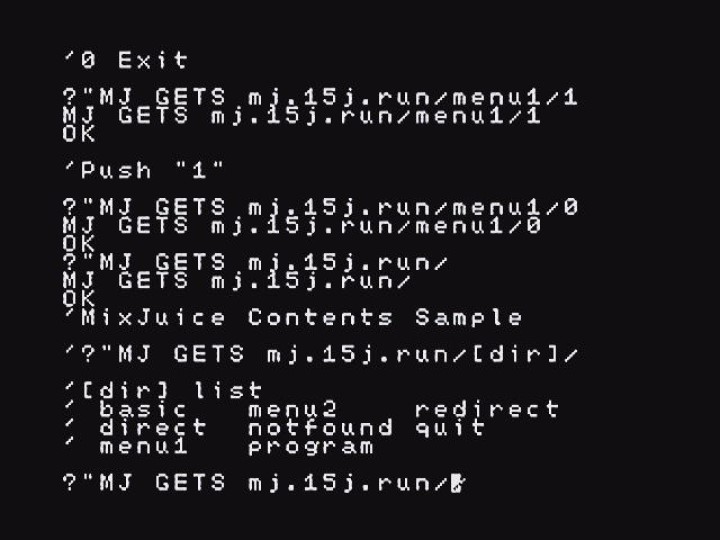 '0 Exit
?"MJ GETS mj.15j.run/menu1/1
MJ GETS mj.15j.run/menu1/1
OK
'Push "1"
?"MJ GETS mj.15j.run/menu1/0
MJ GETS mj.15j.run/menu1/0
OK
?"MJ GETS mj.15j.run/
MJ GETS mj.15j.run/
OK
'MixJuice Contents Sample
'?"MJ GETS mj.15j.run/[dir]/
'[dir] list
' basic menu2 redirect
' direct notfound quit
' menu1 program
?"MJ GETS mj.15j.run/